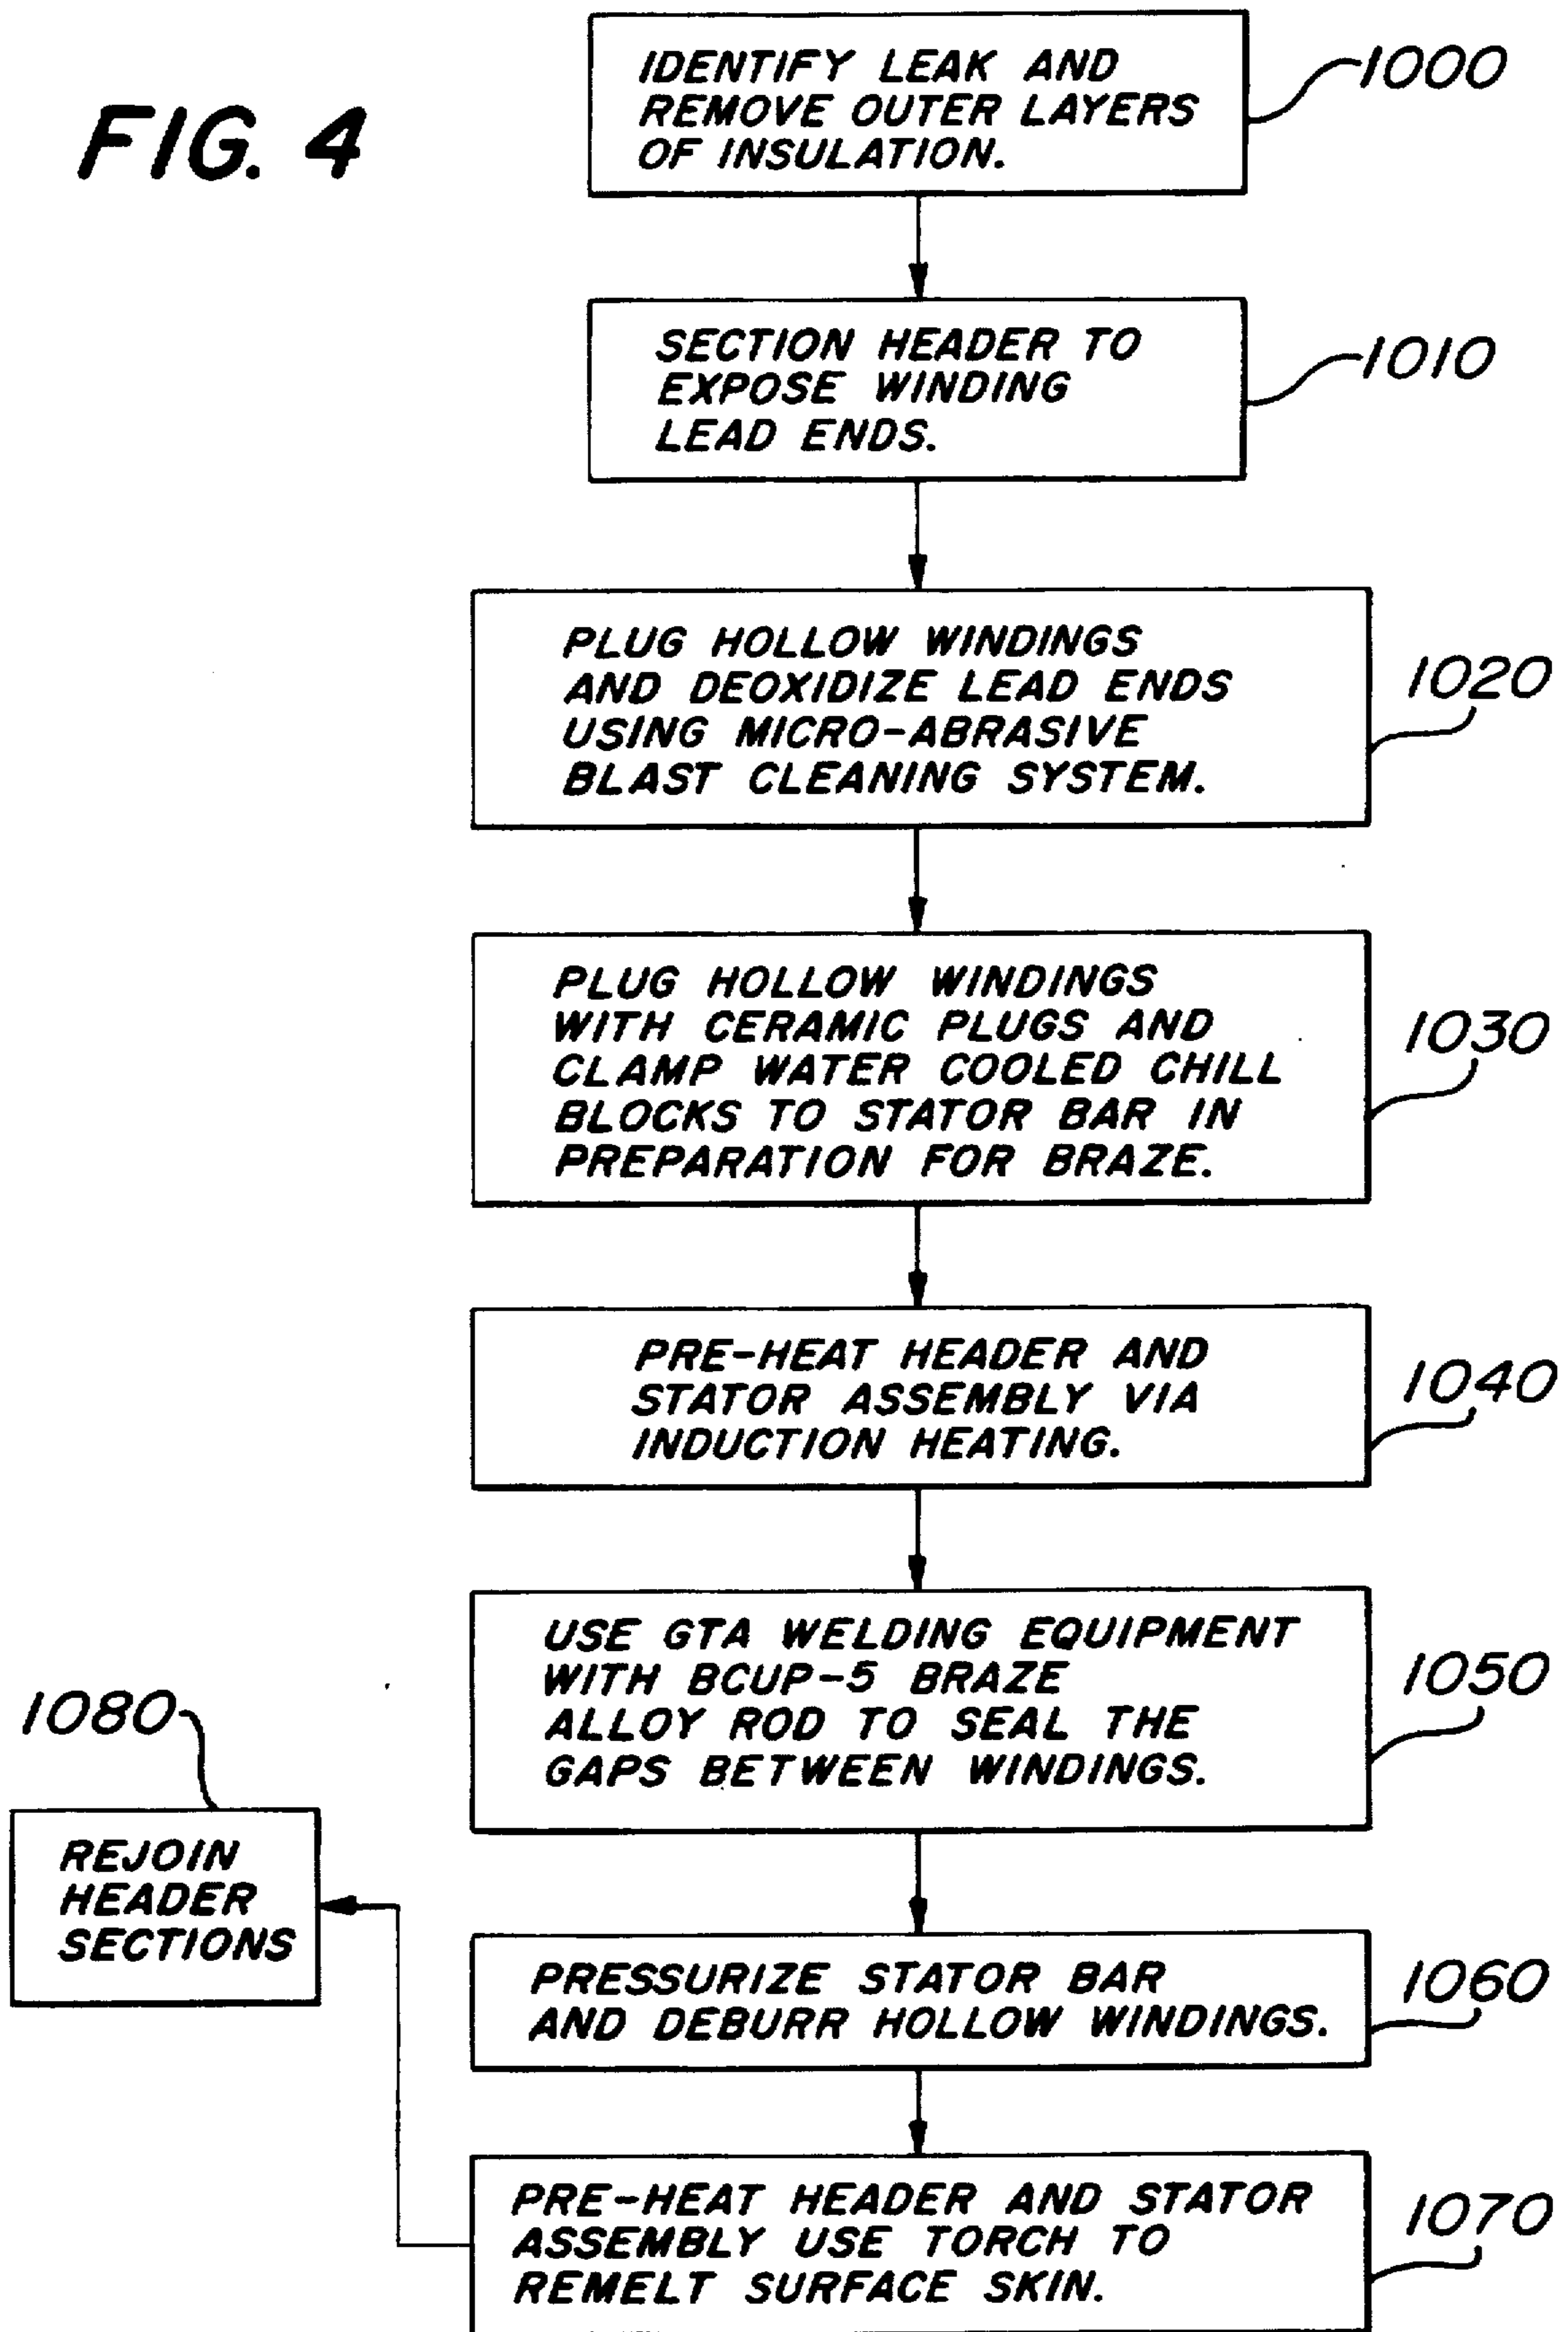 FIG. 4
IDENTIFY LEAK AND
REMOVE OUTER LAYERS
OF INSULATION.
1000
SECTION HEADER TO
EXPOSE WINDING
LEAD ENDS.
1010
PLUG HOLLOW WINDINGS
AND DEOXIDIZE LEAD ENDS
USING MICRO-ABRASIVE
BLAST CLEANING SYSTEM.
1020
PLUG HOLLOW WINDINGS
WITH CERAMIC PLUGS AND
CLAMP WATER COOLED CHILL
BLOCKS TO STATOR BAR IN
PREPARATION FOR BRAZE.
1030
PRE-HEAT HEADER AND
STATOR ASSEMBLY VIA
INDUCTION HEATING.
1040
USE GTA WELDING EQUIPMENT
WITH BCUP-5 BRAZE
ALLOY ROD TO SEAL THE
GAPS BETWEEN WINDINGS.
1050
PRESSURIZE STATOR BAR
AND DEBURR HOLLOW WINDINGS.
1060
PRE-HEAT HEADER AND STATOR
ASSEMBLY USE TORCH TO
REMELT SURFACE SKIN.
1070
1080
REJOIN
HEADER
SECTIONS